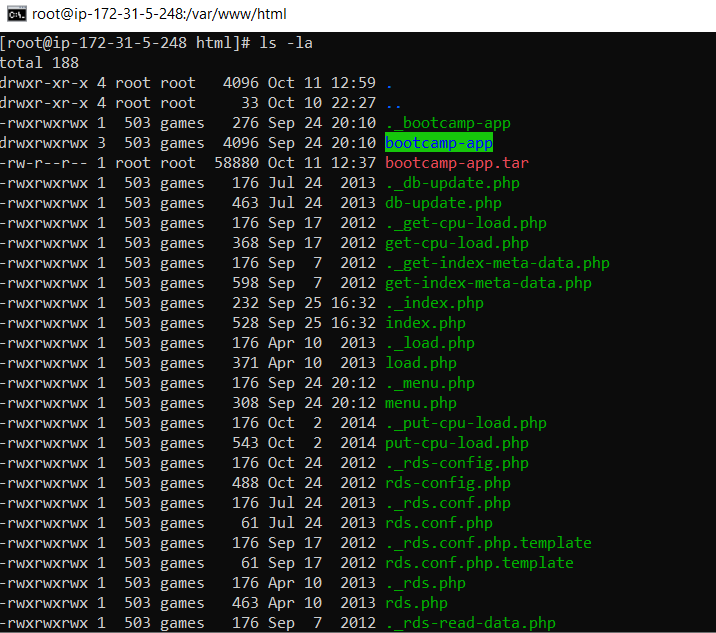 root@ip-172-31-5-248:/var/www/html
[root@ip-172-31-5-248 html]# ls -la
total 188
drwxr-xr-x 4 root root   4096 Oct 11 12:59 .
drwxr-xr-x 4 root root     33 Oct 10 22:27 ..
-rwxrwxrwx 1  503 games   276 Sep 24 20:10 ._bootcamp-app
drwxrwxrwx 3  503 games  4096 Sep 24 20:10 bootcamp-app
-rw-r--r-- 1 root root  58880 Oct 11 12:37 bootcamp-app.tar
-rwxrwxrwx 1  503 games   176 Jul 24  2013 ._db-update.php
-rwxrwxrwx 1  503 games   463 Jul 24  2013 db-update.php
-rwxrwxrwx 1  503 games   176 Sep 17  2012 ._get-cpu-load.php
-rwxrwxrwx 1  503 games   368 Sep 17  2012 get-cpu-load.php
-rwxrwxrwx 1  503 games   176 Sep  7  2012 ._get-index-meta-data.php
-rwxrwxrwx 1  503 games   598 Sep  7  2012 get-index-meta-data.php
-rwxrwxrwx 1  503 games   232 Sep 25 16:32 ._index.php
-rwxrwxrwx 1  503 games   528 Sep 25 16:32 index.php
-rwxrwxrwx 1  503 games   176 Apr 10  2013 ._load.php
-rwxrwxrwx 1  503 games   371 Apr 10  2013 load.php
-rwxrwxrwx 1  503 games   176 Sep 24 20:12 ._menu.php
-rwxrwxrwx 1  503 games   308 Sep 24 20:12 menu.php
-rwxrwxrwx 1  503 games   176 Oct  2  2014 ._put-cpu-load.php
-rwxrwxrwx 1  503 games   543 Oct  2  2014 put-cpu-load.php
-rwxrwxrwx 1  503 games   176 Oct 24  2012 ._rds-config.php
-rwxrwxrwx 1  503 games   488 Oct 24  2012 rds-config.php
-rwxrwxrwx 1  503 games   176 Jul 24  2013 ._rds.conf.php
-rwxrwxrwx 1  503 games    61 Jul 24  2013 rds.conf.php
-rwxrwxrwx 1  503 games   176 Sep 17  2012 ._rds.conf.php.template
-rwxrwxrwx 1  503 games    61 Sep 17  2012 rds.conf.php.template
-rwxrwxrwx 1  503 games   176 Apr 10  2013 ._rds.php
-rwxrwxrwx 1  503 games   463 Apr 10  2013 rds.php
-rwxrwxrwx 1  503 games   176 Sep  7  2012 ._rds-read-data.php